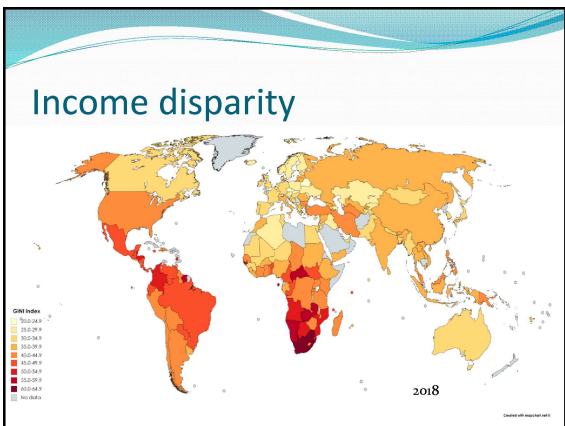 Income disparity
GINI index
20.0-24.9
25.0-29.9
30.0-34.9
35.0-39.9
40.0-44.9
45.0-49.9
50.0-54.9
55.0-59.9
60.0-64.9
No data
2018
Created with mapchart.net ©